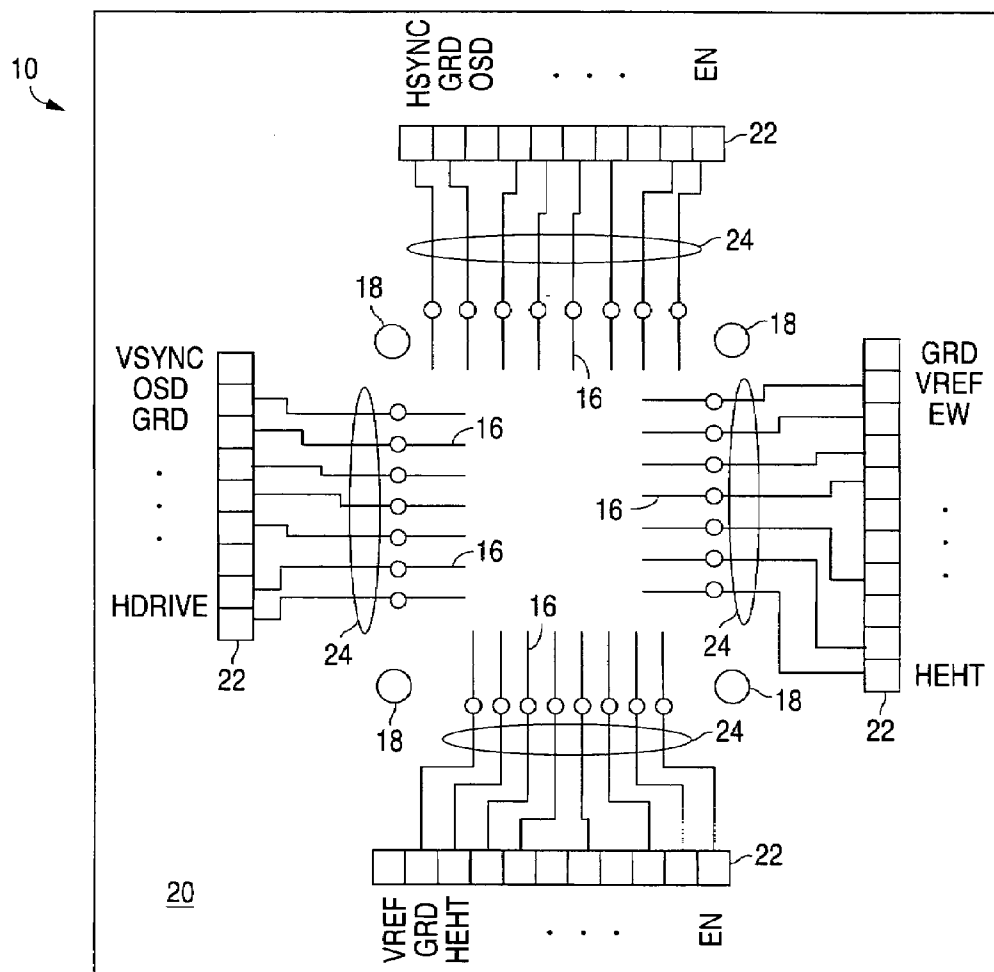 10
HSYNC
GRD
OSD
. . .
EN
22
24
18
18
16
VSYNC
OSD
GRD
.
.
.
HDRIVE
22
24
16
16
GRD
VREF
EW
.
.
.
HEHT
22
24
16
16
18
18
24
22
20
VREF
GRD
HEHT
. . .
EN